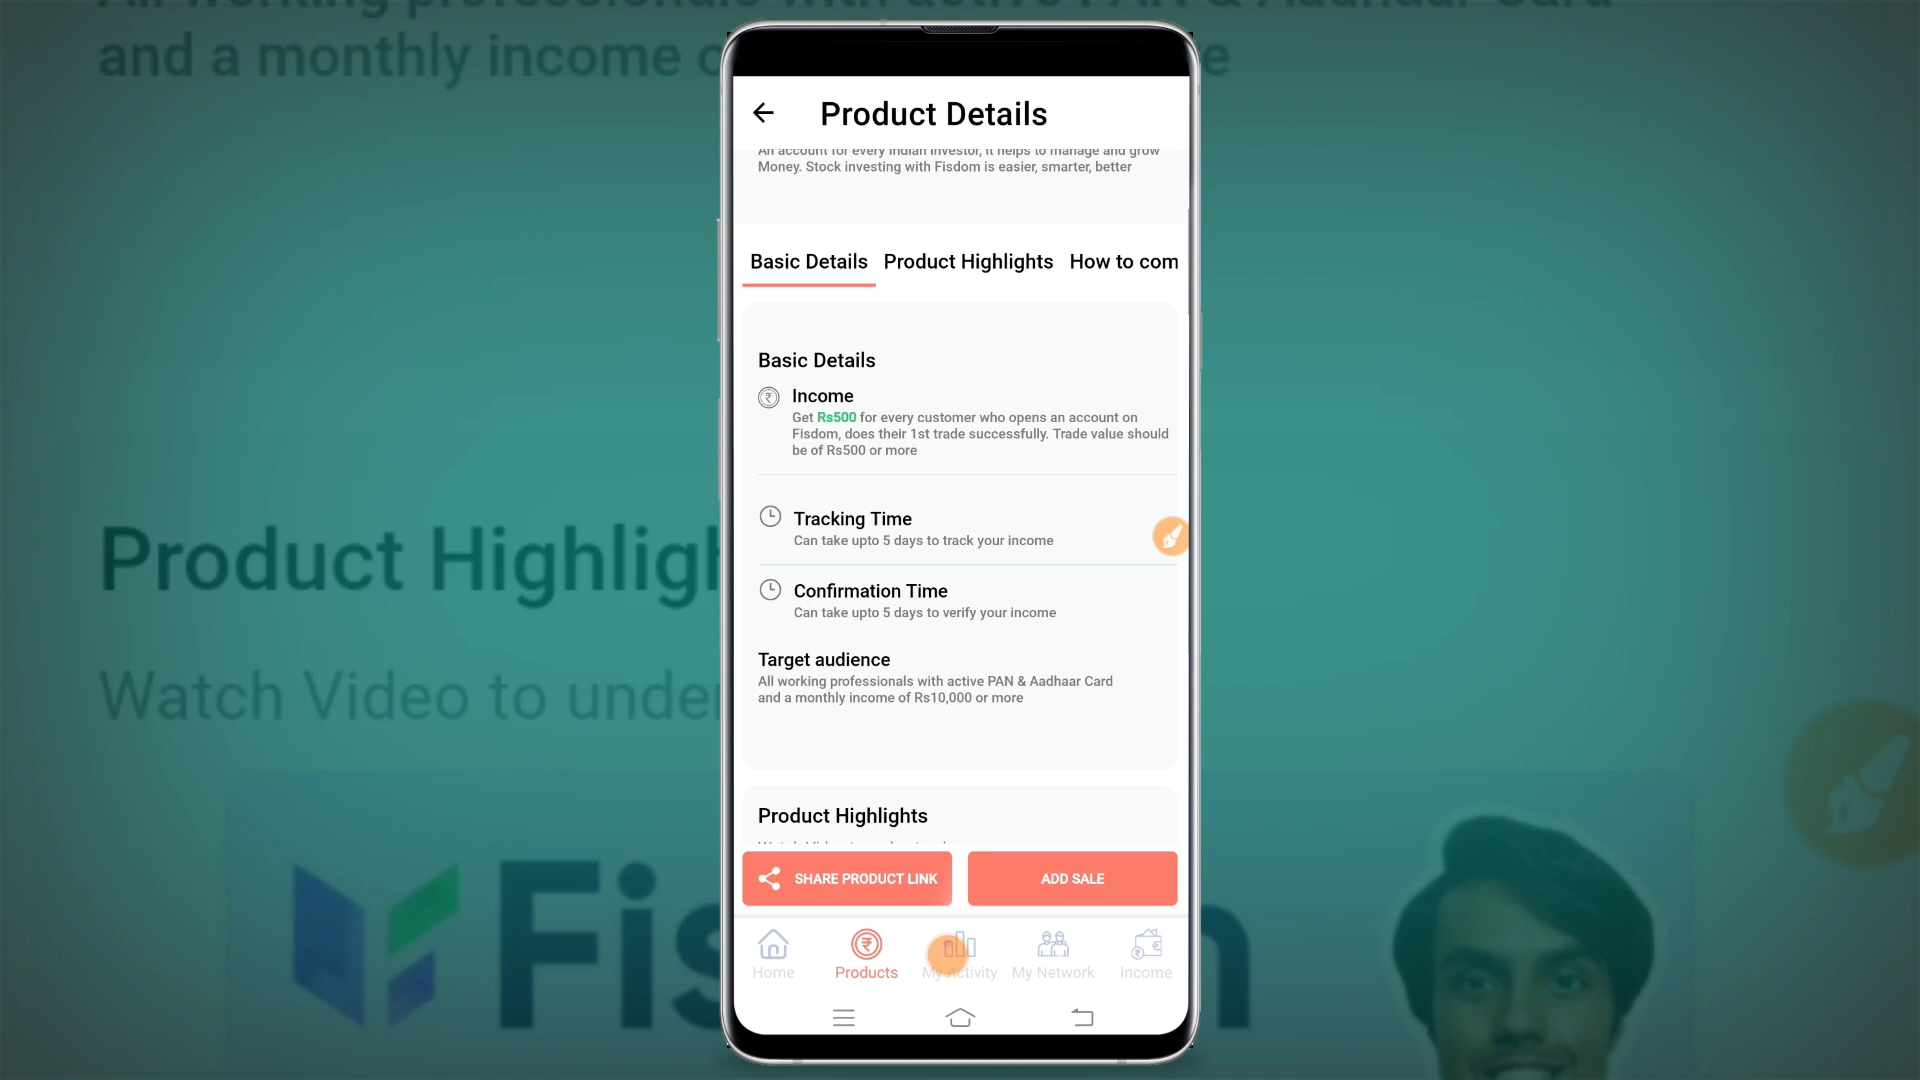 All working professionals with active PAN & Aadhaar Card
and a monthly income o
e
Product Details
An account for every Indian Investor, it helps to manage and grow
Money. Stock investing with Fisdom is easier, smarter, better
Basic Details Product Highlights How to com
Basic Details
Income
Get Rs500 for every customer who opens an account on
Fisdom, does their 1st trade successfully. Trade value should
be of Rs500 or more
Tracking Time
Can take upto 5 days to track your income
Confirmation Time
Can take upto 5 days to verify your income
Target audience
All working professionals with active PAN & Aadhaar Card
and a monthly income of Rs10,000 or more
Product Highlights
SHARE PRODUCT LINK
ADD SALE
Home Products My Activity My Network Income
Product Highligh
Watch Video to under
Fis